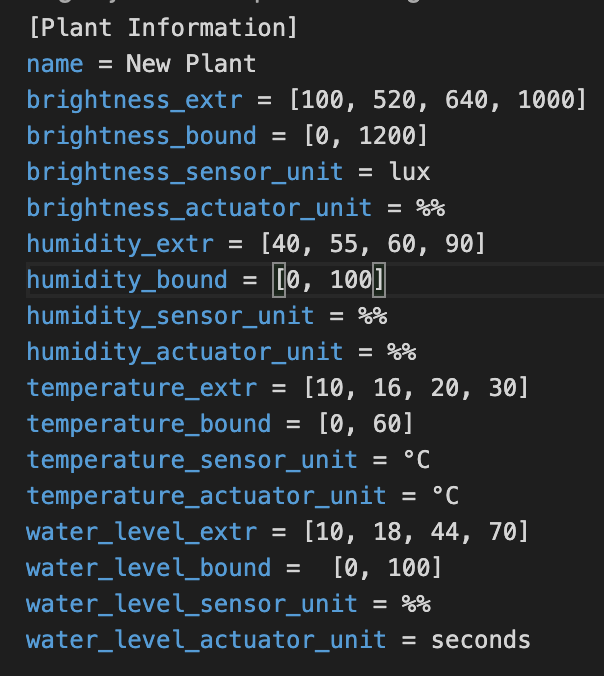 [Plant Information]
name = New Plant
brightness_extr = [100, 520, 640, 1000]
brightness_bound = [0, 1200]
brightness_sensor_unit = lux
brightness_actuator_unit = %%
humidity_extr = [40, 55, 60, 90]
humidity_bound = [0, 100]
humidity_sensor_unit = %%
humidity_actuator_unit = %%
temperature_extr = [10, 16, 20, 30]
temperature_bound = [0, 60]
temperature_sensor_unit = °C
temperature_actuator_unit = °C
water_level_extr = [10, 18, 44, 70]
water_level_bound =  [0, 100]
water_level_sensor_unit = %%
water_level_actuator_unit = seconds